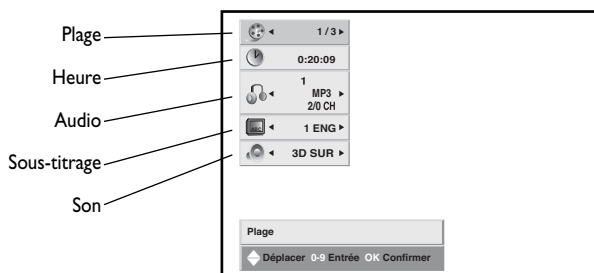 Plage
1 / 3
Heure
0:20:09
Audio
1
MP3
2/0 CH
Sous-titrage
ABC
1 ENG
Son
3D SUR
Plage
Déplacer 0-9 Entrée OK Confirmer